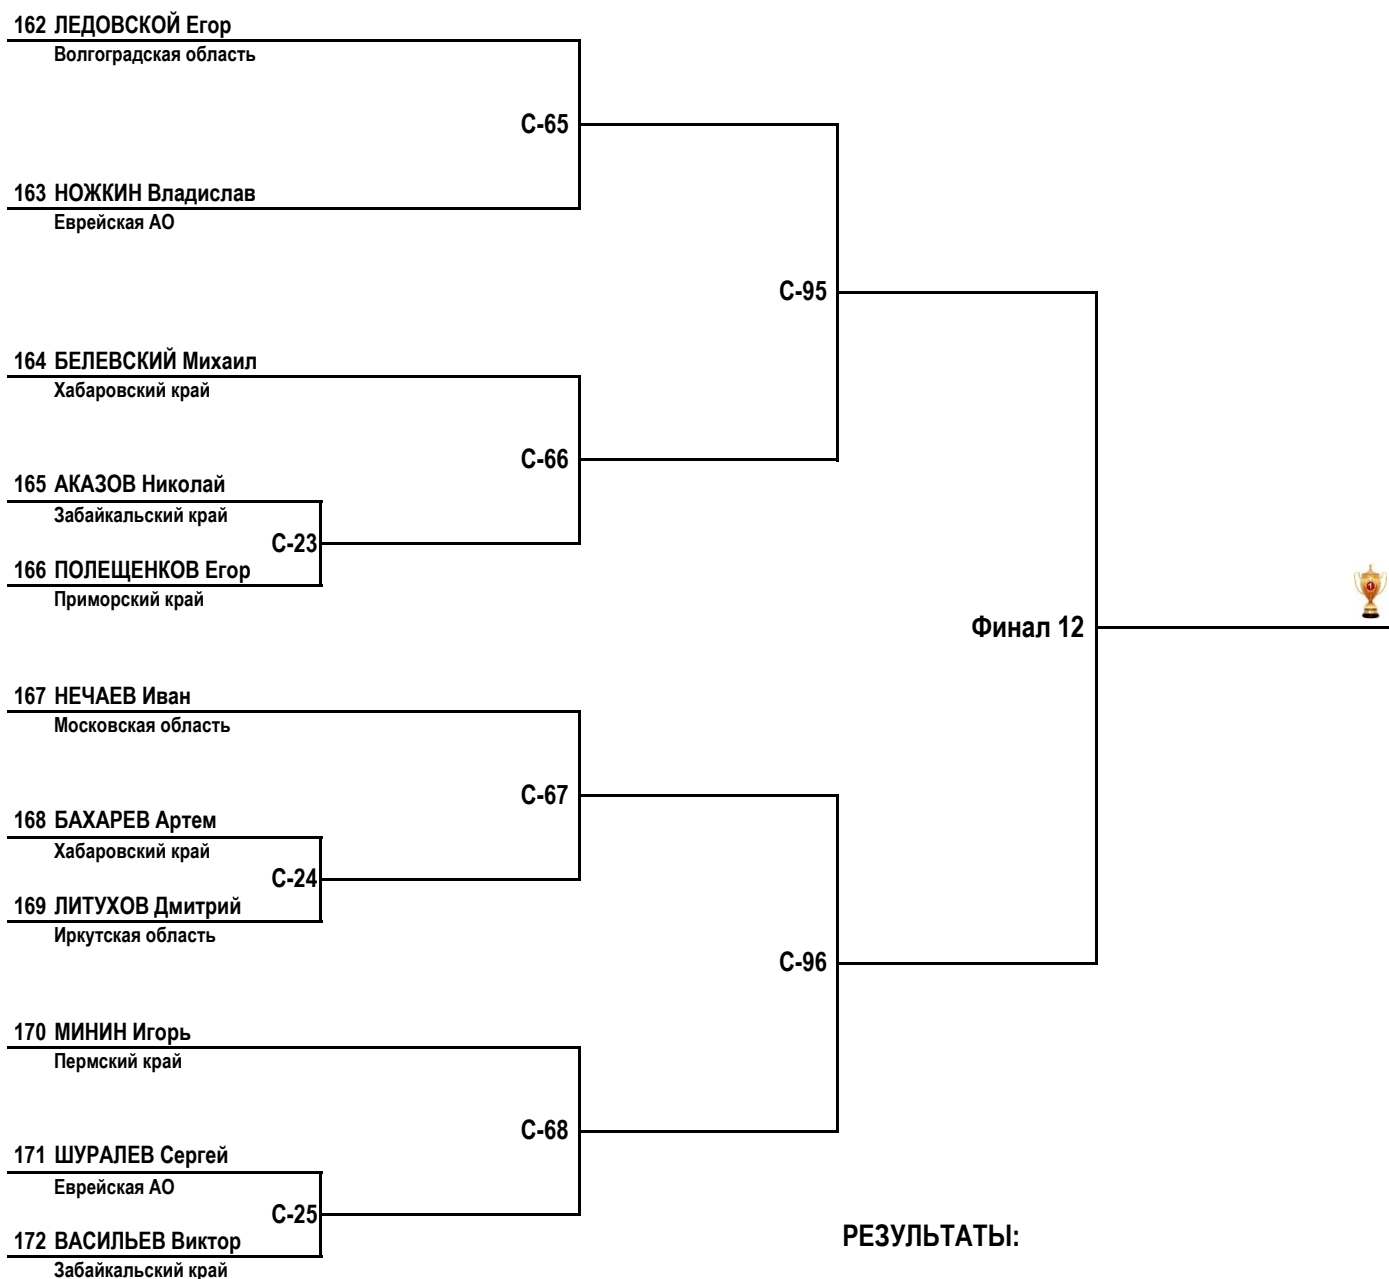 162 ЛЕДОВСКОЙ Егор
Волгоградская область
С-65
163 НОЖКИН Владислав
Еврейская АО
С-95
164 БЕЛЕВСКИЙ Михаил
Хабаровский край
С-66
165 АКАЗОВ Николай
Забайкальский край
С-23
166 ПОЛЕЩЕНКОВ Егор
Приморский край
Финал 12
167 НЕЧАЕВ Иван
Московская область
С-67
168 БАХАРЕВ Артем
Хабаровский край
С-24
169 ЛИТУХОВ Дмитрий
Иркутская область
С-96
170 МИНИН Игорь
Пермский край
С-68
171 ШУРАЛЕВ Сергей
Еврейская АО
С-25
172 ВАСИЛЬЕВ Виктор
Забайкальский край
РЕЗУЛЬТАТЫ: